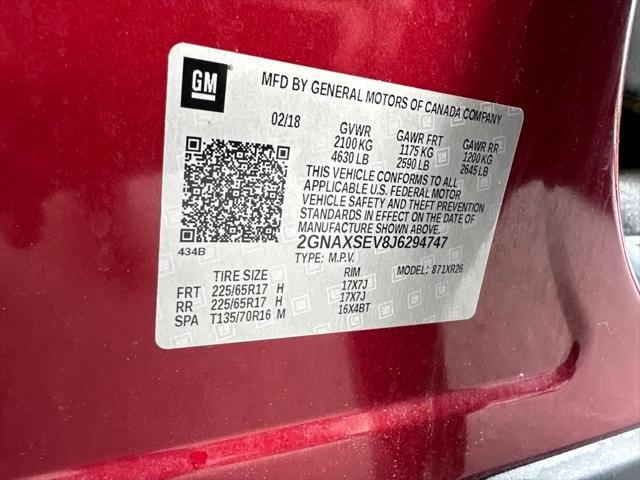 GM
MFD BY GENERAL MOTORS OF CANADA COMPANY
02/18
GVWR GAWR FRT GAWR RR
2100 KG 1175 KG 1200 KG
4630 LB 2590 LB 2645 LB
THIS VEHICLE CONFORMS TO ALL
APPLICABLE U.S. FEDERAL MOTOR
VEHICLE SAFETY AND THEFT PREVENTION
STANDARDS IN EFFECT ON THE DATE OF
MANUFACTURE SHOWN ABOVE.
434B
2GNAXSEV8J6294747
TYPE: M.P.V. MODEL: 871XR26
TIRE SIZE RIM
FRT 225/65R17 H 17X7J
RR 225/65R17 H 17X7J
SPA T135/70R16 M 16X4BT